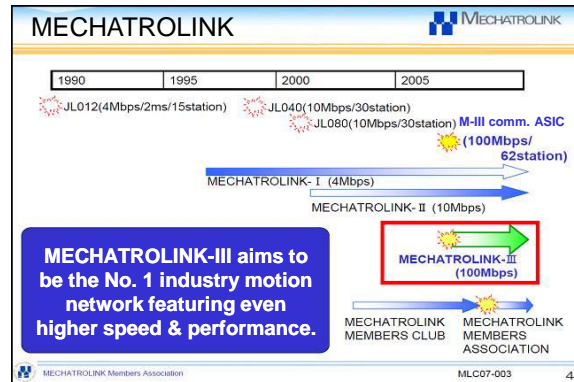 MECHATROLINK
MECHATROLINK
1990 1995 2000 2005
JL012(4Mbps/2ms/15station) JL040(10Mbps/30station)
JL080(10Mbps/30station) M-III comm. ASIC
(100Mbps/
62station)
MECHATROLINK-Ⅰ (4Mbps)
MECHATROLINK-Ⅱ (10Mbps)
MECHATROLINK-Ⅲ
(100Mbps)
MECHATROLINK-III aims to
be the No. 1 industry motion
network featuring even
higher speed & performance.
MECHATROLINK
MEMBERS CLUB
MECHATROLINK
MEMBERS
ASSOCIATION
MECHATROLINK Members Association
MLC07-003
4